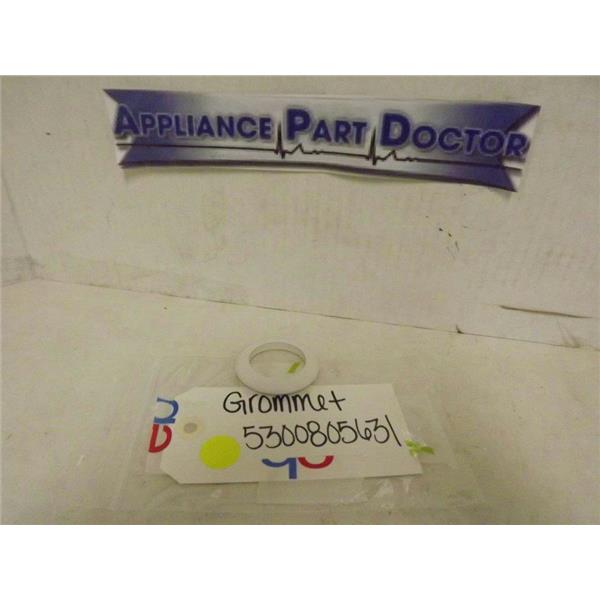 APPLIANCE PART DOCTOR
Grommet
5300805631